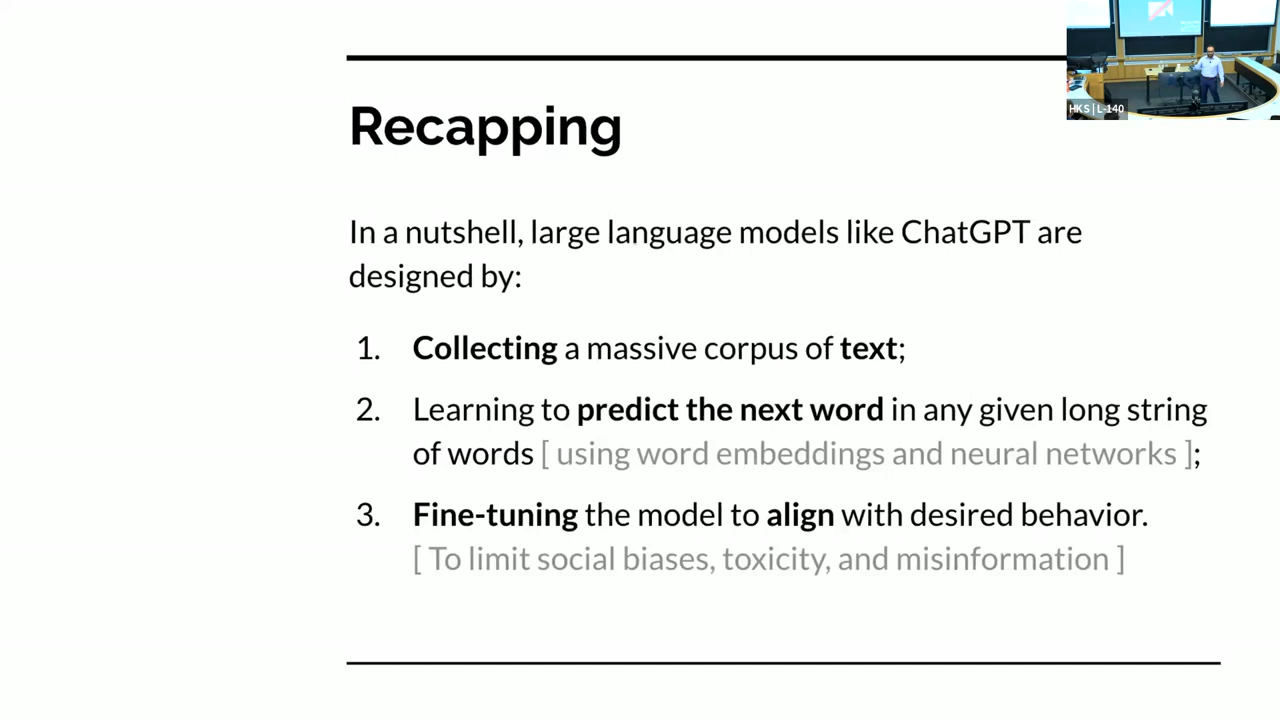 HKS | L-140
Recapping
In a nutshell, large language models like ChatGPT are
designed by:
1. Collecting a massive corpus of text;
2. Learning to predict the next word in any given long string
of words [ using word embeddings and neural networks ];
3. Fine-tuning the model to align with desired behavior.
[ To limit social biases, toxicity, and misinformation ]